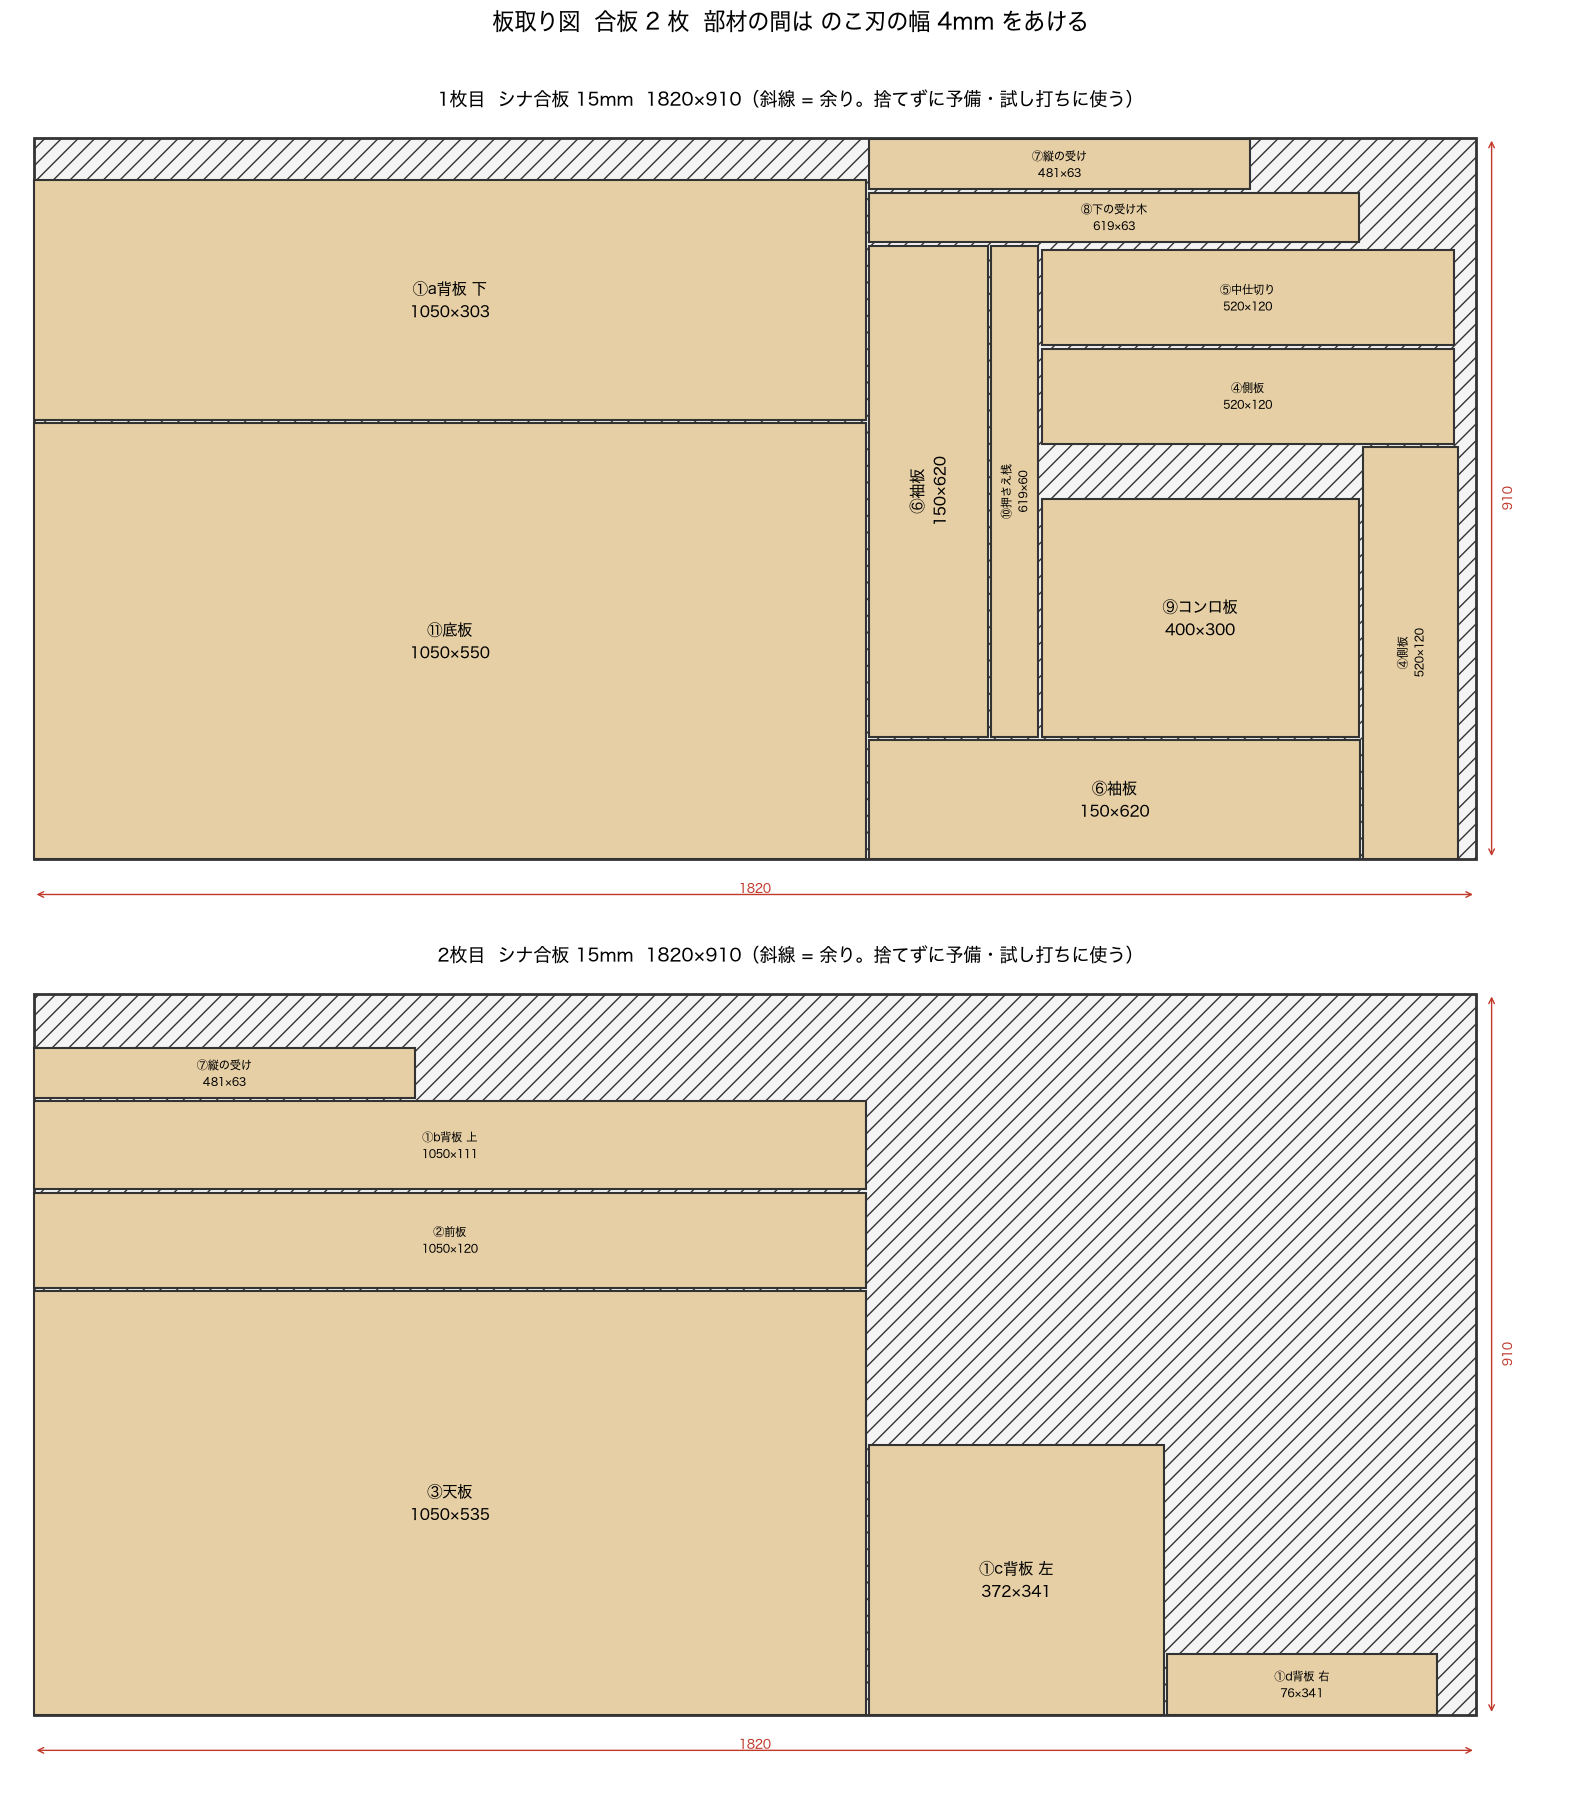 板取り図 合板 2 枚 部材の間は のこ刃の幅 4mm をあける
1枚目 シナ合板 15mm 1820×910（斜線 = 余り。捨てずに予備・試し打ちに使う）
⑦縦の受け
481×63
⑧下の受け木
619×63
①a背板 下
1050×303
⑤中仕切り
520×120
④側板
520×120
⑥袖板
150×620
⑩押さえ桟
619×60
910
⑨コンロ板
400×300
⑪底板
1050×550
④側板
520×120
⑥袖板
150×620
1820
2枚目 シナ合板 15mm 1820×910（斜線 = 余り。捨てずに予備・試し打ちに使う）
⑦縦の受け
481×63
①b背板 上
1050×111
②前板
1050×120
910
③天板
1050×535
①c背板 左
372×341
①d背板 右
76×341
1820